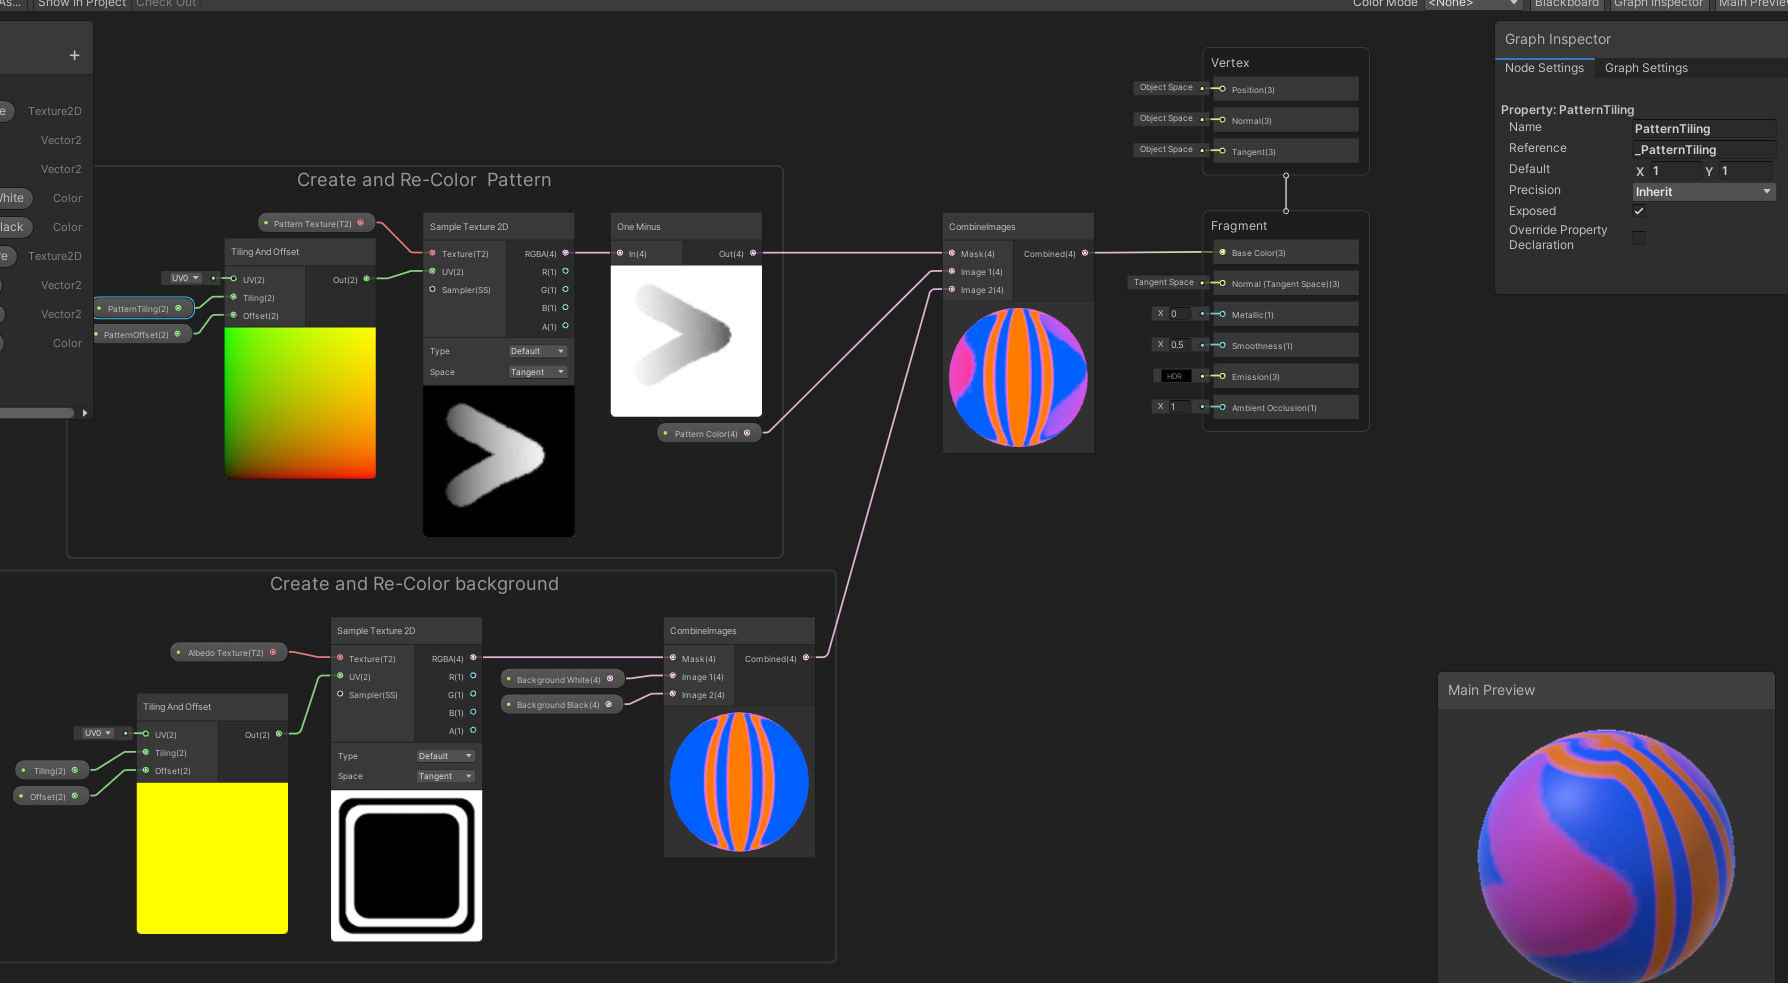 As...
Show In Project
Check Out
Color Mode
<None>
Blackboard
Graph Inspector
Main Preview
+
e
Texture2D
Vector2
Vector2
White
Color
Black
Color
re
Texture2D
Vector2
Vector2
Color
Create and Re-Color Pattern
Pattern Texture(T2)
Tiling And Offset
UV0
UV(2)
Out(2)
Tiling(2)
Offset(2)
PatternTiling(2)
PatternOffset(2)
Sample Texture 2D
Texture(T2)
RGBA(4)
UV(2)
R(1)
Sampler(SS)
G(1)
B(1)
A(1)
Type
Default
Space
Tangent
One Minus
In(4)
Out(4)
Pattern Color(4)
CombineImages
Mask(4)
Combined(4)
Image 1(4)
Image 2(4)
Vertex
Object Space
Position(3)
Object Space
Normal(3)
Object Space
Tangent(3)
Fragment
Base Color(3)
Tangent Space
Normal (Tangent Space)(3)
X 0
Metallic(1)
X 0.5
Smoothness(1)
HDR
Emission(3)
X 1
Ambient Occlusion(1)
Graph Inspector
Node Settings
Graph Settings
Property: PatternTiling
Name
PatternTiling
Reference
_PatternTiling
Default
X 1
Y 1
Precision
Inherit
Exposed
Override Property
Declaration
Create and Re-Color background
Albedo Texture(T2)
Tiling And Offset
UV0
UV(2)
Out(2)
Tiling(2)
Offset(2)
Tiling(2)
Offset(2)
Sample Texture 2D
Texture(T2)
RGBA(4)
UV(2)
R(1)
Sampler(SS)
G(1)
B(1)
A(1)
Type
Default
Space
Tangent
Background White(4)
Background Black(4)
CombineImages
Mask(4)
Combined(4)
Image 1(4)
Image 2(4)
Main Preview